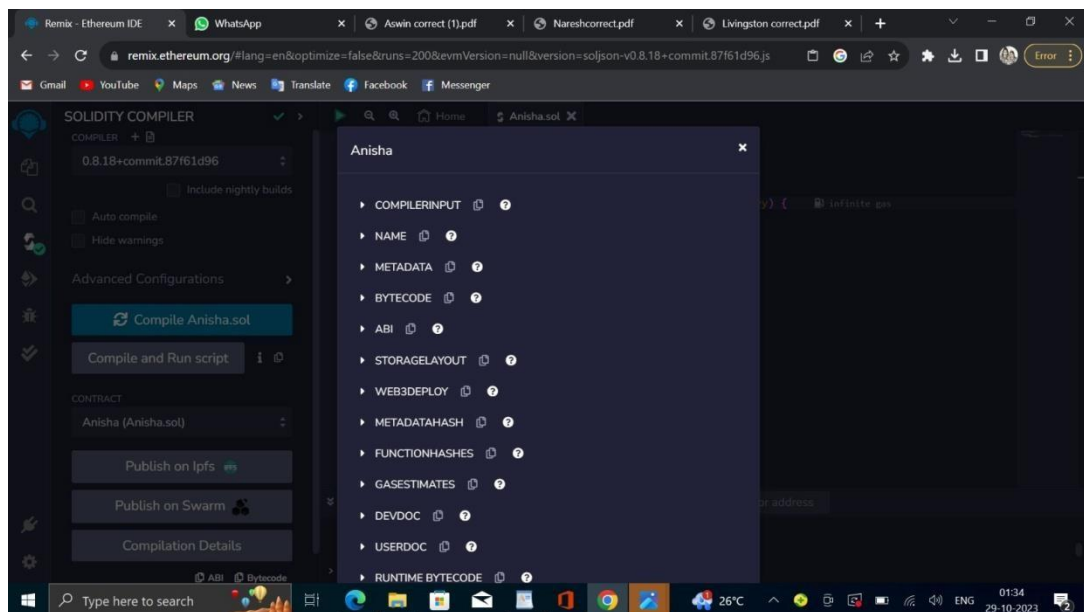 Remix - Ethereum IDE
WhatsApp
Aswin correct (1).pdf
Nareshcorrect.pdf
Livingston correct.pdf
remix.ethereum.org/#lang=en&optimize=false&runs=200&evmVersion=null&version=soljson-v0.8.18+commit.87f61d96.js
Error
Gmail YouTube Maps News Translate Facebook Messenger
SOLIDITY COMPILER
COMPILER
0.8.18+commit.87f61d96
Include nightly builds
Auto compile
Hide warnings
Advanced Configurations
Compile Anisha.sol
Compile and Run script
CONTRACT
Anisha (Anisha.sol)
Publish on Ipfs
Publish on Swarm
Compilation Details
ABI Bytecode
Home Anisha.sol
y) { infinite gas
or address
Anisha
COMPILERINPUT
NAME
METADATA
BYTECODE
ABI
STORAGELAYOUT
WEB3DEPLOY
METADATAHASH
FUNCTIONHASHES
GASESTIMATES
DEVDOC
USERDOC
RUNTIME BYTECODE
Type here to search
26°C
ENG
01:34
29-10-2023
2